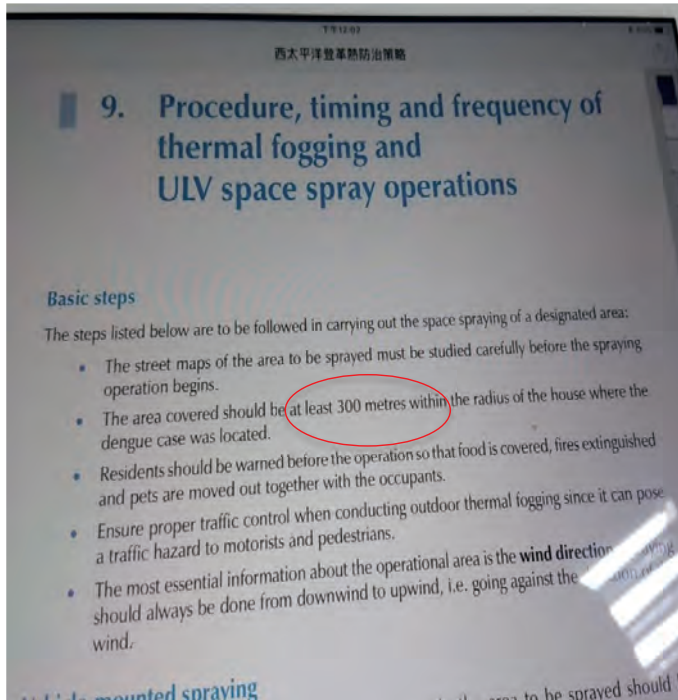 下午12:07
西太平洋登革熱防治策略
9. Procedure, timing and frequency of
thermal fogging and
ULV space spray operations
Basic steps
The steps listed below are to be followed in carrying out the space spraying of a designated area:
• The street maps of the area to be sprayed must be studied carefully before the spraying
operation begins.
• The area covered should be at least 300 metres within the radius of the house where the
dengue case was located.
• Residents should be warned before the operation so that food is covered, fires extinguished
and pets are moved out together with the occupants.
• Ensure proper traffic control when conducting outdoor thermal fogging since it can pose
a traffic hazard to motorists and pedestrians.
• The most essential information about the operational area is the wind direction
should always be done from downwind to upwind, i.e. going against the
wind.
mounted spraying
to be sprayed should